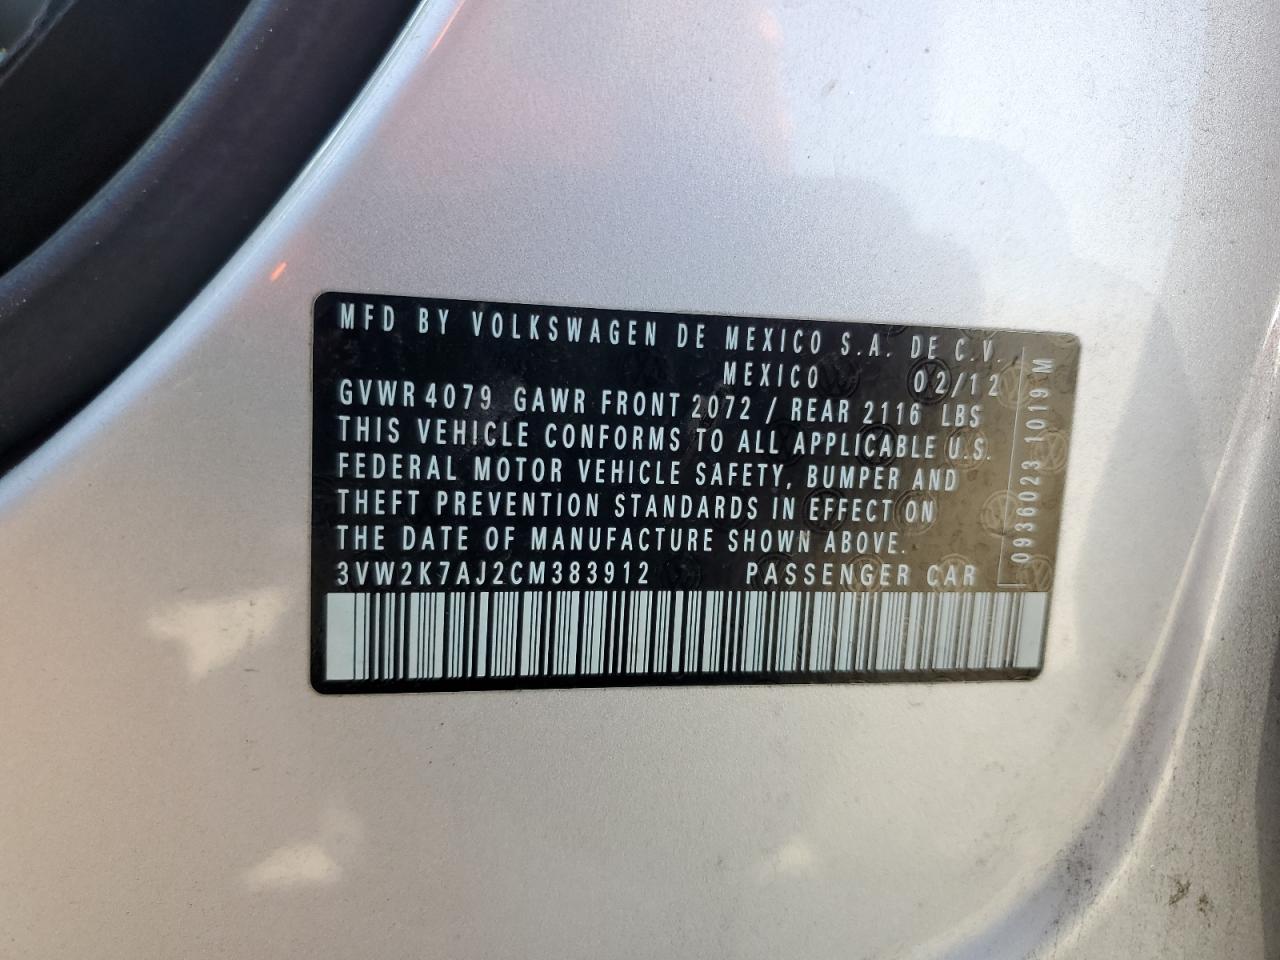 MFD BY VOLKSWAGEN DE MEXICO S.A. DE C.V.
MEXICO 02/12
GVWR 4079 GAWR FRONT 2072 / REAR 2116 LBS
THIS VEHICLE CONFORMS TO ALL APPLICABLE U.S.
FEDERAL MOTOR VEHICLE SAFETY, BUMPER AND
THEFT PREVENTION STANDARDS IN EFFECT ON
THE DATE OF MANUFACTURE SHOWN ABOVE.
3VW2K7AJ2CM383912 PASSENGER CAR
0936023 1019 M